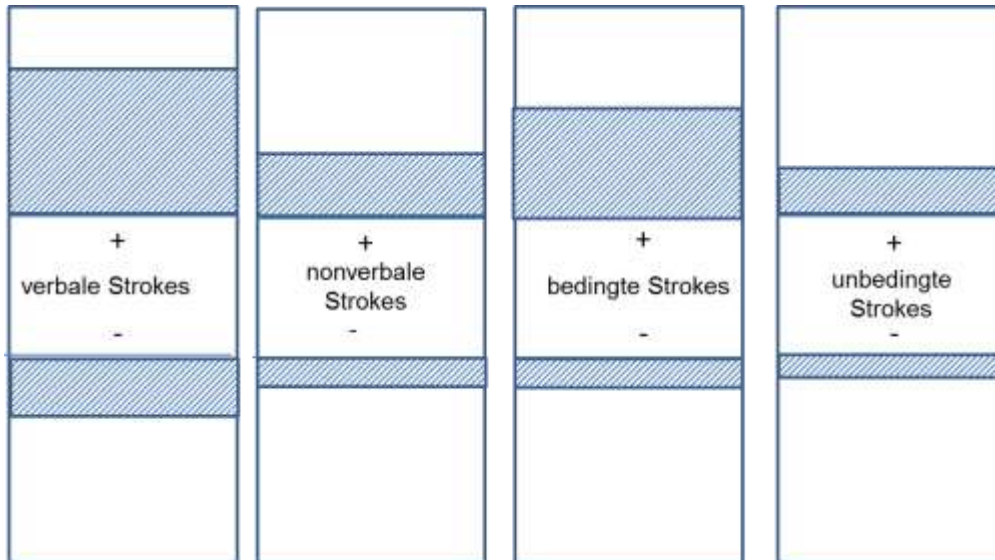 +
verbale Strokes
-
+
nonverbale
Strokes
-
+
bedingte Strokes
-
+
unbedingte
Strokes
-